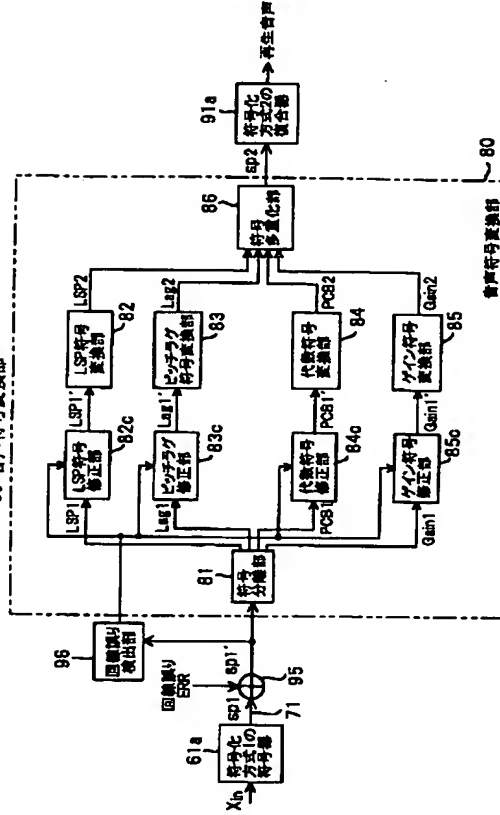 Xin
符号化
方式1の
符号器
61a
sp1
71
回線誤り
ERR
sp1'
95
回線誤り
検出部
96
符号
分離部
81
LSP1
LSP符号
修正部
82c
LSP1'
LSP符号
変換部
82
LSP2
Lag1
ピッチラグ
修正部
83c
Lag1'
ピッチラグ
符号変換部
83
Lag2
PCB1
代数符号
修正部
84c
PCB1'
代数符号
変換部
84
PCB2
Gain1
ゲイン符号
修正部
85c
Gain1'
ゲイン符号
変換部
85
Gain2
符号
多重化部
86
sp2
符号化
方式2の
復合器
91a
再生音声
80
音声符号変換部